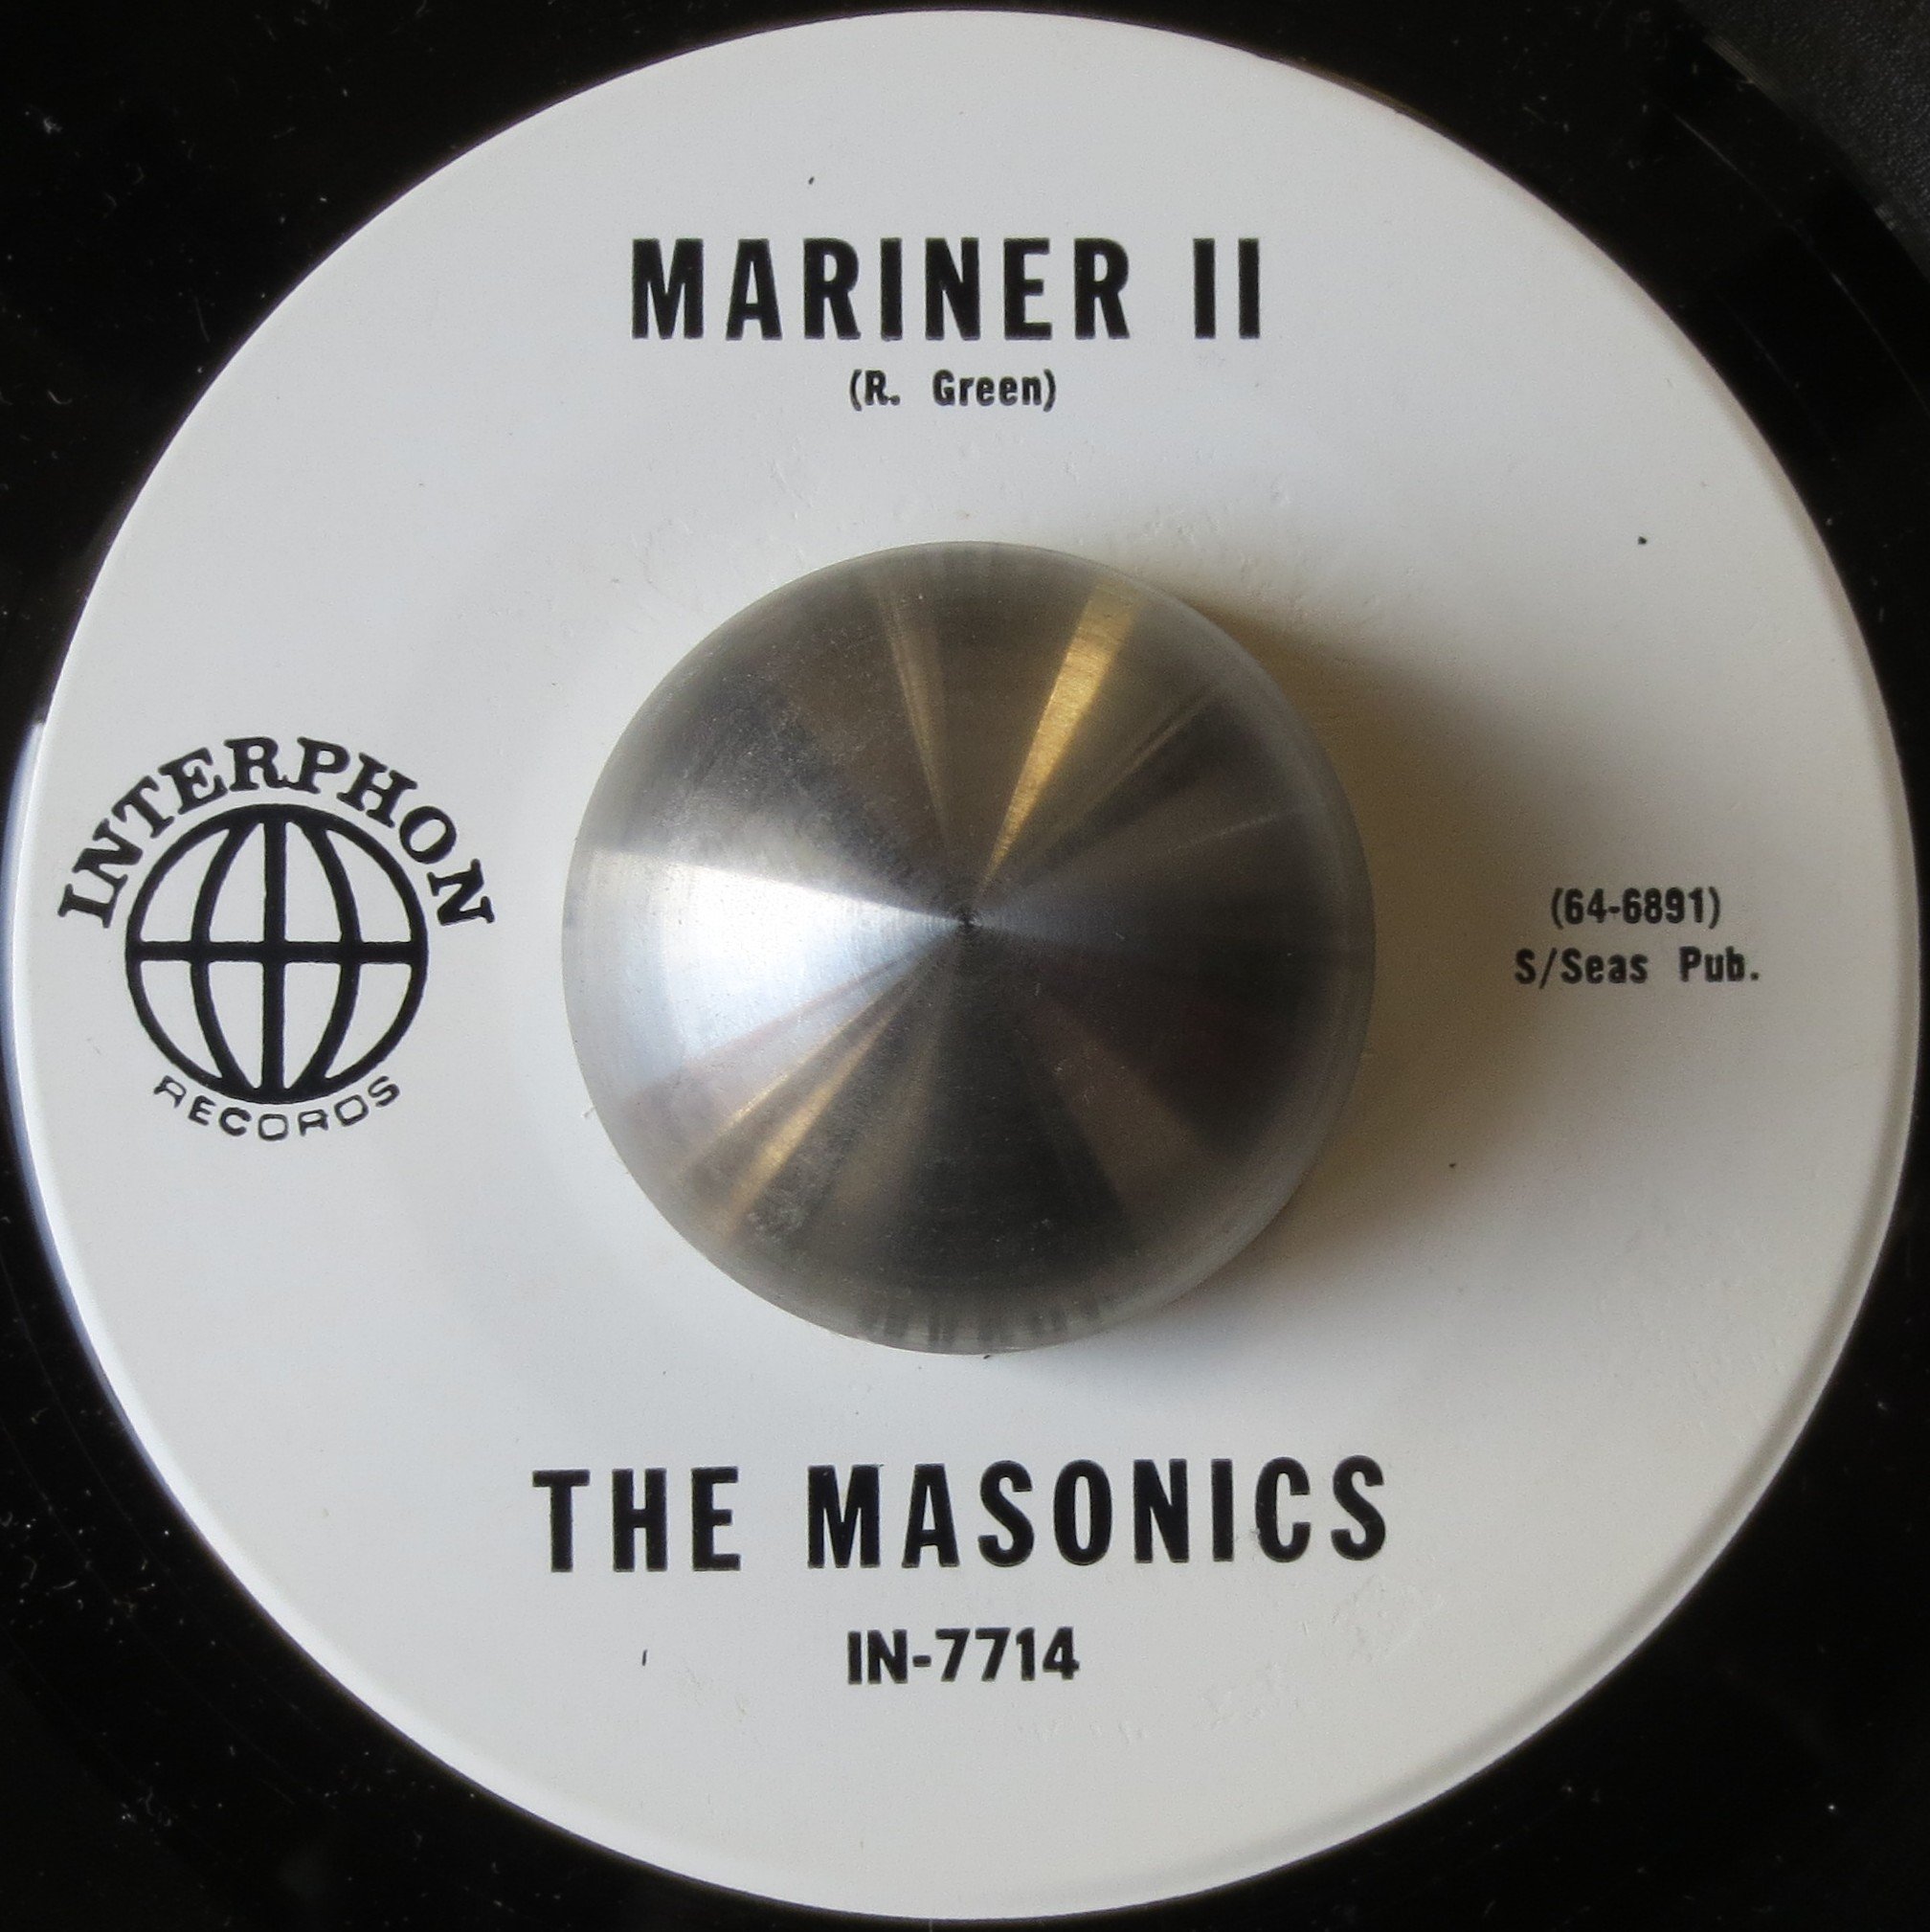 MARINER II
(R. Green)
INTERPHON
RECORDS
(64-6891)
S/Seas Pub.
THE MASONICS
IN-7714